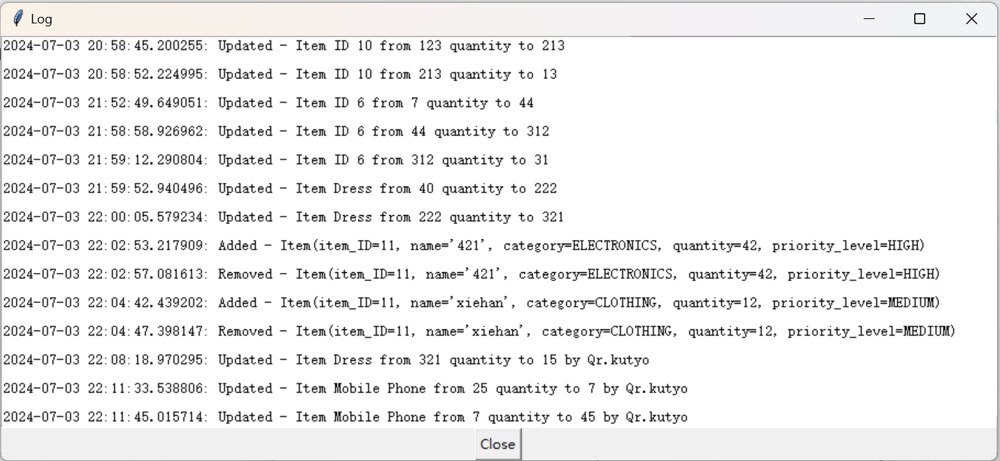 Log
2024-07-03 20:58:45.200255: Updated - Item ID 10 from 123 quantity to 213
2024-07-03 20:58:52.224995: Updated - Item ID 10 from 213 quantity to 13
2024-07-03 21:52:49.649051: Updated - Item ID 6 from 7 quantity to 44
2024-07-03 21:58:58.926962: Updated - Item ID 6 from 44 quantity to 312
2024-07-03 21:59:12.290804: Updated - Item ID 6 from 312 quantity to 31
2024-07-03 21:59:52.940496: Updated - Item Dress from 40 quantity to 222
2024-07-03 22:00:05.579234: Updated - Item Dress from 222 quantity to 321
2024-07-03 22:02:53.217909: Added - Item(item_ID=11, name='421', category=ELECTRONICS, quantity=42, priority_level=HIGH)
2024-07-03 22:02:57.081613: Removed - Item(item_ID=11, name='421', category=ELECTRONICS, quantity=42, priority_level=HIGH)
2024-07-03 22:04:42.439202: Added - Item(item_ID=11, name='xiehan', category=CLOTHING, quantity=12, priority_level=MEDIUM)
2024-07-03 22:04:47.398147: Removed - Item(item_ID=11, name='xiehan', category=CLOTHING, quantity=12, priority_level=MEDIUM)
2024-07-03 22:08:18.970295: Updated - Item Dress from 321 quantity to 15 by Qr.kutyo
2024-07-03 22:11:33.538806: Updated - Item Mobile Phone from 25 quantity to 7 by Qr.kutyo
2024-07-03 22:11:45.015714: Updated - Item Mobile Phone from 7 quantity to 45 by Qr.kutyo
Close